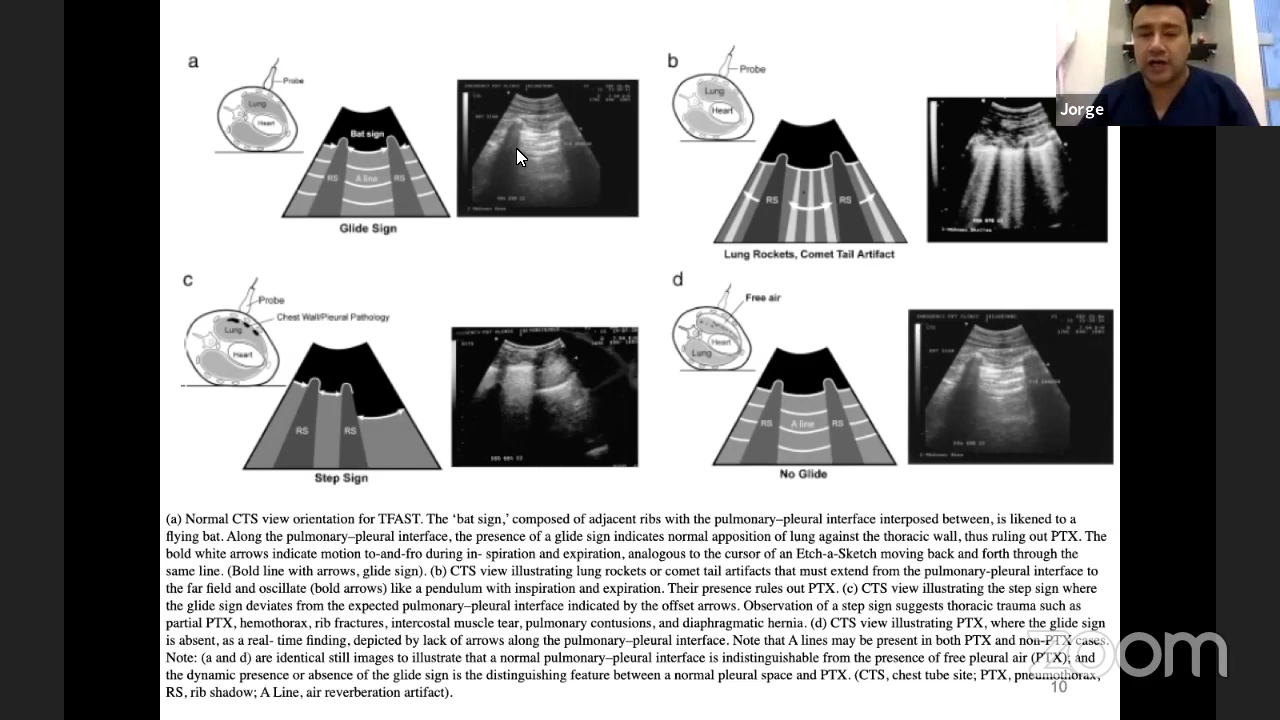 a
Probe
Lung
Heart
Bat sign
RS
A line
RS
Glide Sign
b
Probe
Lung
Heart
RS
RS
Lung Rockets, Comet Tail Artifact
Jorge
c
Probe
Chest Wall/Pleural Pathology
Lung
Heart
RS
RS
Step Sign
d
Free air
Heart
Lung
RS
A line
RS
No Glide
(a) Normal CTS view orientation for TFAST. The ‘bat sign,’ composed of adjacent ribs with the pulmonary–pleural interface interposed between, is likened to a
flying bat. Along the pulmonary–pleural interface, the presence of a glide sign indicates normal apposition of lung against the thoracic wall, thus ruling out PTX. The
bold white arrows indicate motion to-and-fro during in- spiration and expiration, analogous to the cursor of an Etch-a-Sketch moving back and forth through the
same line. (Bold line with arrows, glide sign). (b) CTS view illustrating lung rockets or comet tail artifacts that must extend from the pulmonary-pleural interface to
the far field and oscillate (bold arrows) like a pendulum with inspiration and expiration. Their presence rules out PTX. (c) CTS view illustrating the step sign where
the glide sign deviates from the expected pulmonary–pleural interface indicated by the offset arrows. Observation of a step sign suggests thoracic trauma such as
partial PTX, hemothorax, rib fractures, intercostal muscle tear, pulmonary contusions, and diaphragmatic hernia. (d) CTS view illustrating PTX, where the glide sign
is absent, as a real- time finding, depicted by lack of arrows along the pulmonary–pleural interface. Note that A lines may be present in both PTX and non-PTX cases.
Note: (a and d) are identical still images to illustrate that a normal pulmonary–pleural interface is indistinguishable from the presence of free pleural air (PTX); and
the dynamic presence or absence of the glide sign is the distinguishing feature between a normal pleural space and PTX. (CTS, chest tube site; PTX, pneumothorax,
RS, rib shadow; A Line, air reverberation artifact).
zoom
10